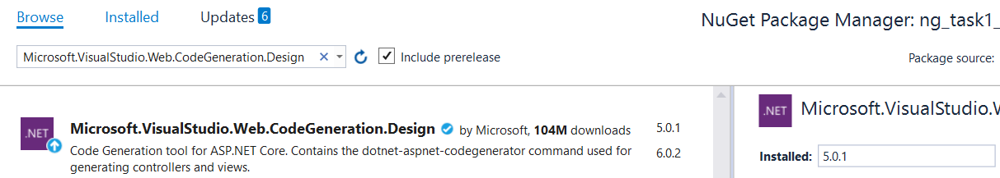 Browse Installed Updates 6
NuGet Package Manager: ng_task1_
Microsoft.VisualStudio.Web.CodeGeneration.Design
Include prerelease
Package source:
.NET
Microsoft.VisualStudio.Web.CodeGeneration.Design by Microsoft, 104M downloads 5.0.1
Code Generation tool for ASP.NET Core. Contains the dotnet-aspnet-codegenerator command used for 6.0.2
generating controllers and views.
.NET
Microsoft.VisualStudio.
Installed: 5.0.1